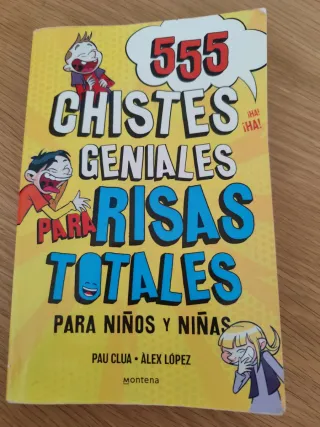 555
CHISTES
¡HA!
¡HA!
GENIALES
PARA RISAS
TOTALES
PARA NIÑOS Y NIÑAS
PAU CLUA • ÀLEX LÓPEZ
montena